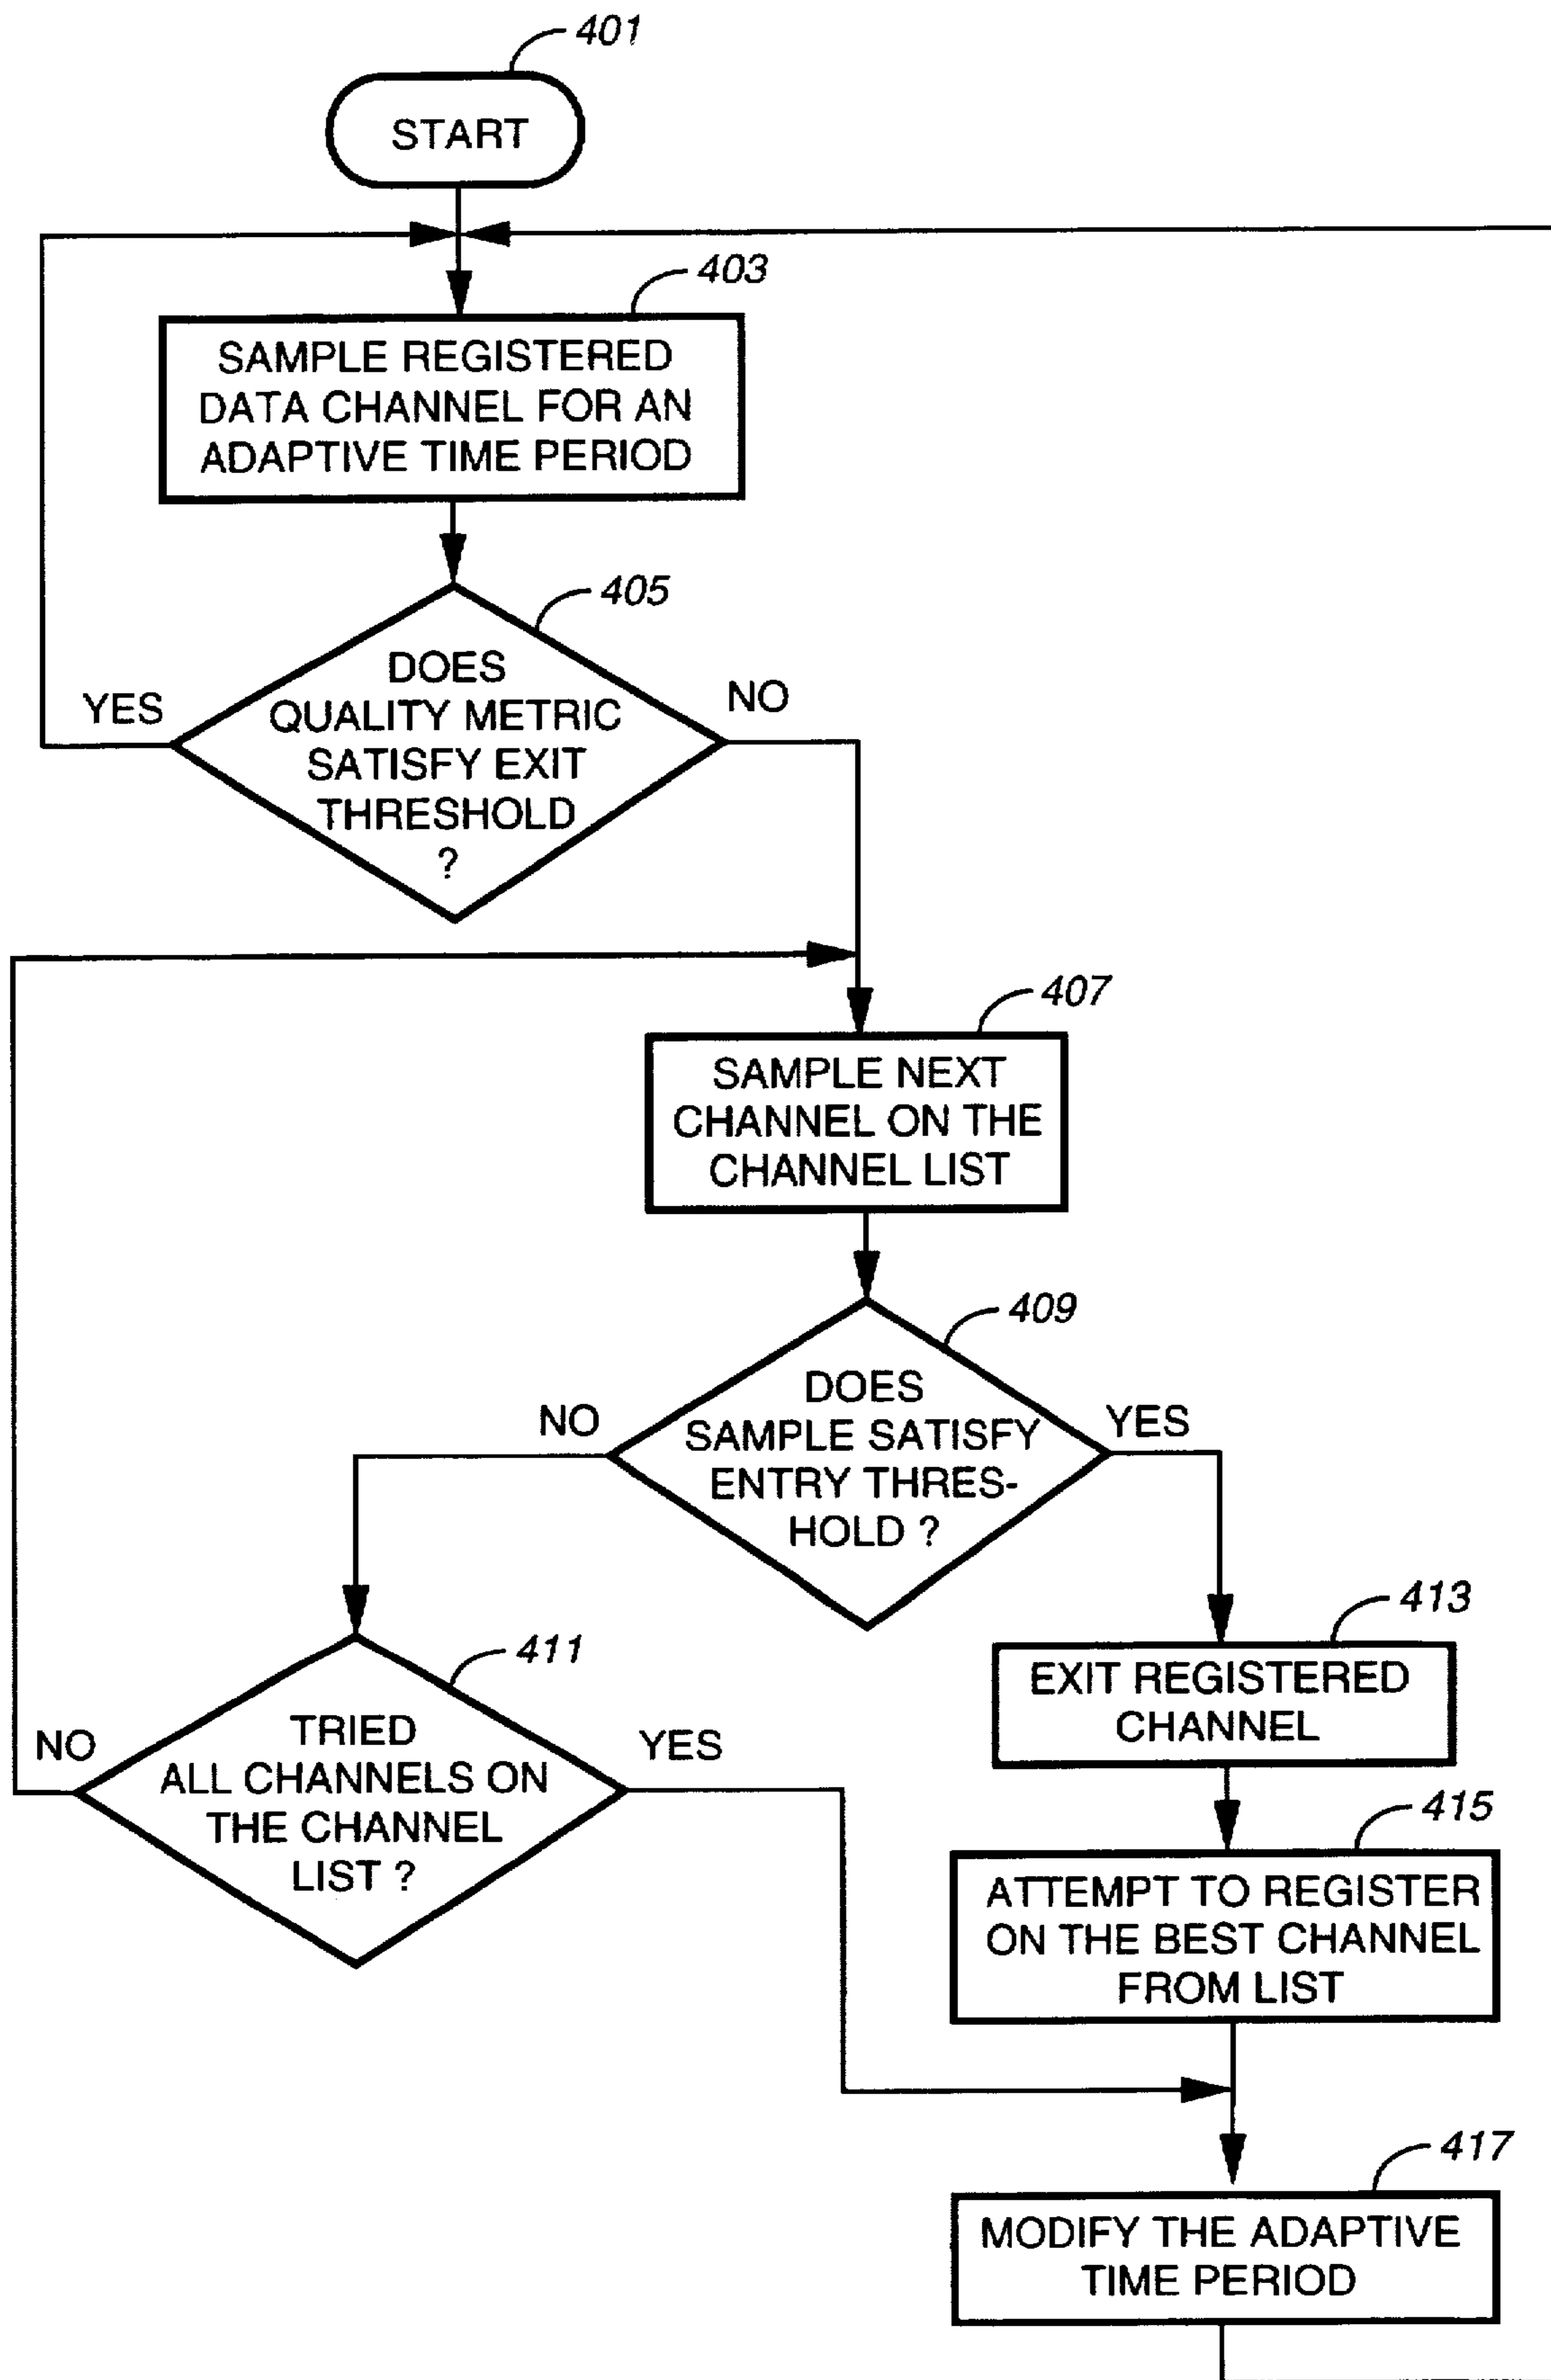 401
START
403
SAMPLE REGISTERED
DATA CHANNEL FOR AN
ADAPTIVE TIME PERIOD
405
DOES
QUALITY METRIC
SATISFY EXIT
THRESHOLD
?
YES
NO
407
SAMPLE NEXT
CHANNEL ON THE
CHANNEL LIST
409
DOES
SAMPLE SATISFY
ENTRY THRES-
HOLD ?
NO
YES
411
TRIED
ALL CHANNELS ON
THE CHANNEL
LIST ?
NO
YES
413
EXIT REGISTERED
CHANNEL
415
ATTEMPT TO REGISTER
ON THE BEST CHANNEL
FROM LIST
417
MODIFY THE ADAPTIVE
TIME PERIOD